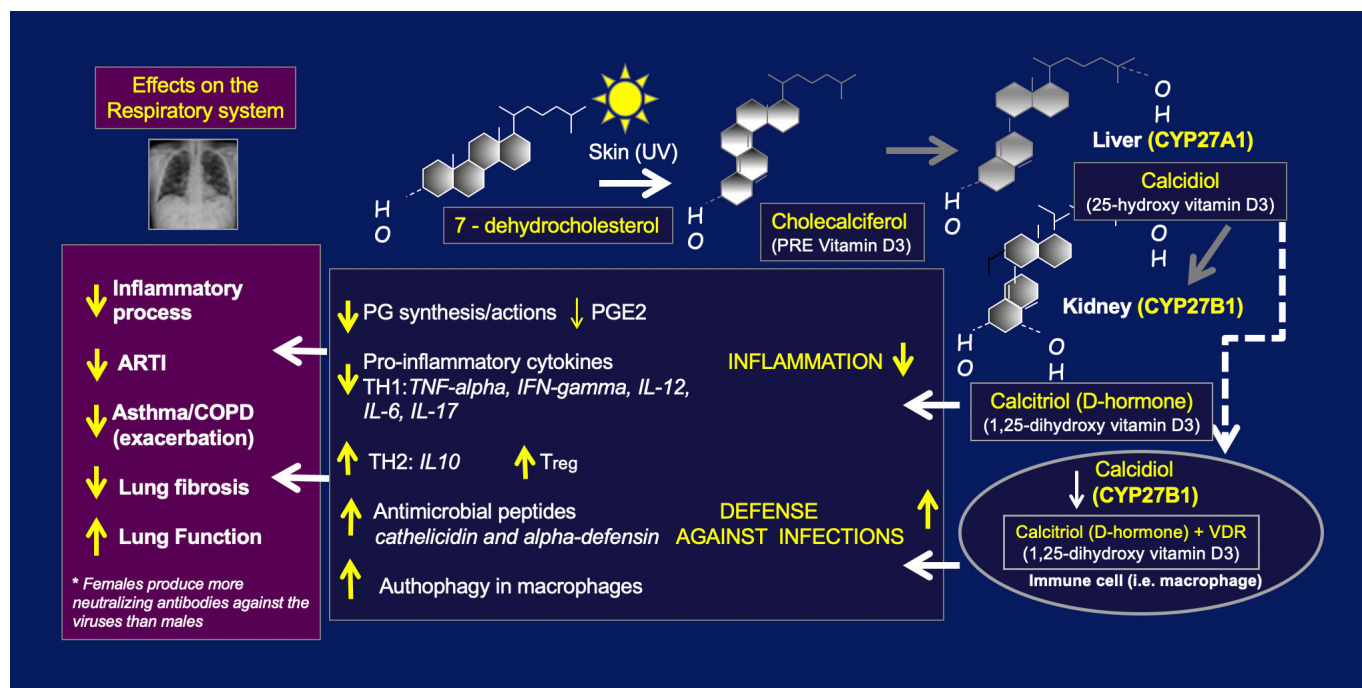 Effects on the
Respiratory system
Skin (UV)
H
O
7 - dehydrocholesterol
H
O
Cholecalciferol
(PRE Vitamin D3)
O
H
Liver (CYP27A1)
H
O
Calcidiol
(25-hydroxy vitamin D3)
O
H
Kidney (CYP27B1)
H
O
O
H
Calcitriol (D-hormone)
(1,25-dihydroxy vitamin D3)
Calcidiol
(CYP27B1)
Calcitriol (D-hormone) + VDR
(1,25-dihydroxy vitamin D3)
Immune cell (i.e. macrophage)
PG synthesis/actions ↓ PGE2
Pro-inflammatory cytokines
TH1:TNF-alpha, IFN-gamma, IL-12,
IL-6, IL-17
INFLAMMATION
TH2: IL10
Treg
Antimicrobial peptides
cathelicidin and alpha-defensin
DEFENSE
AGAINST INFECTIONS
Authophagy in macrophages
Inflammatory
process
ARTI
Asthma/COPD
(exacerbation)
Lung fibrosis
Lung Function
* Females produce more
neutralizing antibodies against the
viruses than males